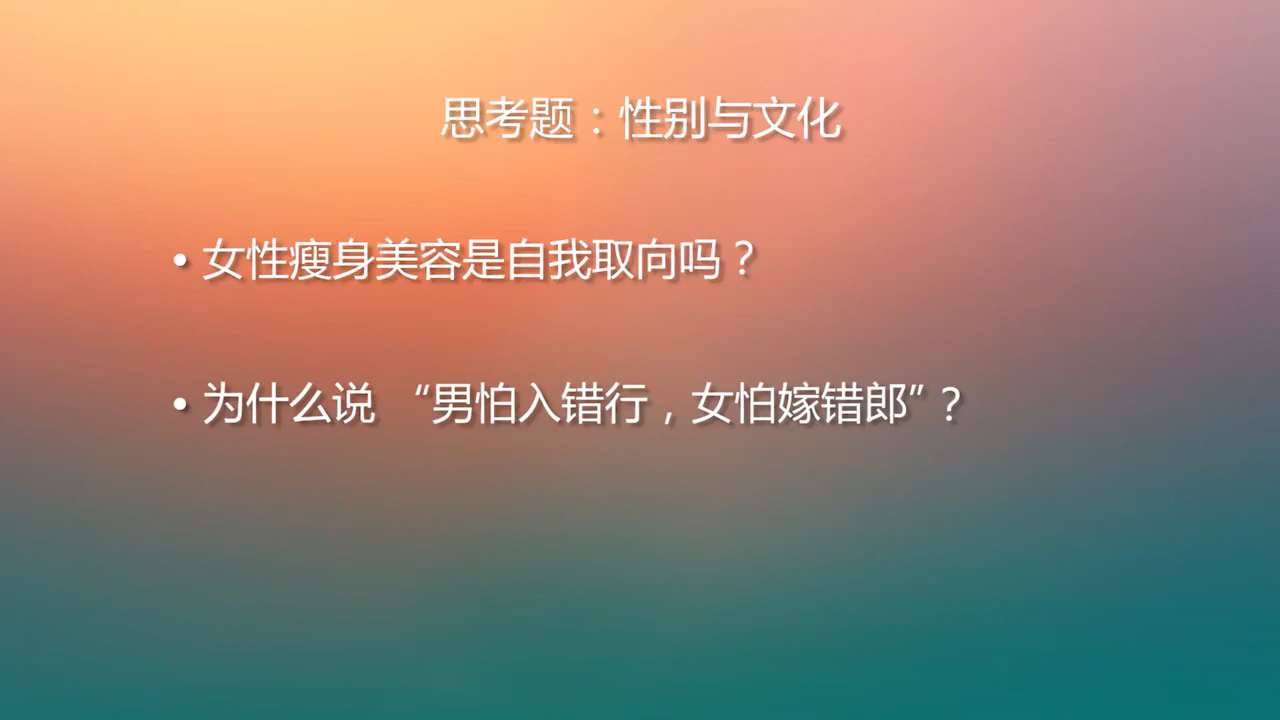 思考题：性别与文化
• 女性瘦身美容是自我取向吗？
• 为什么说 “男怕入错行，女怕嫁错郎”？